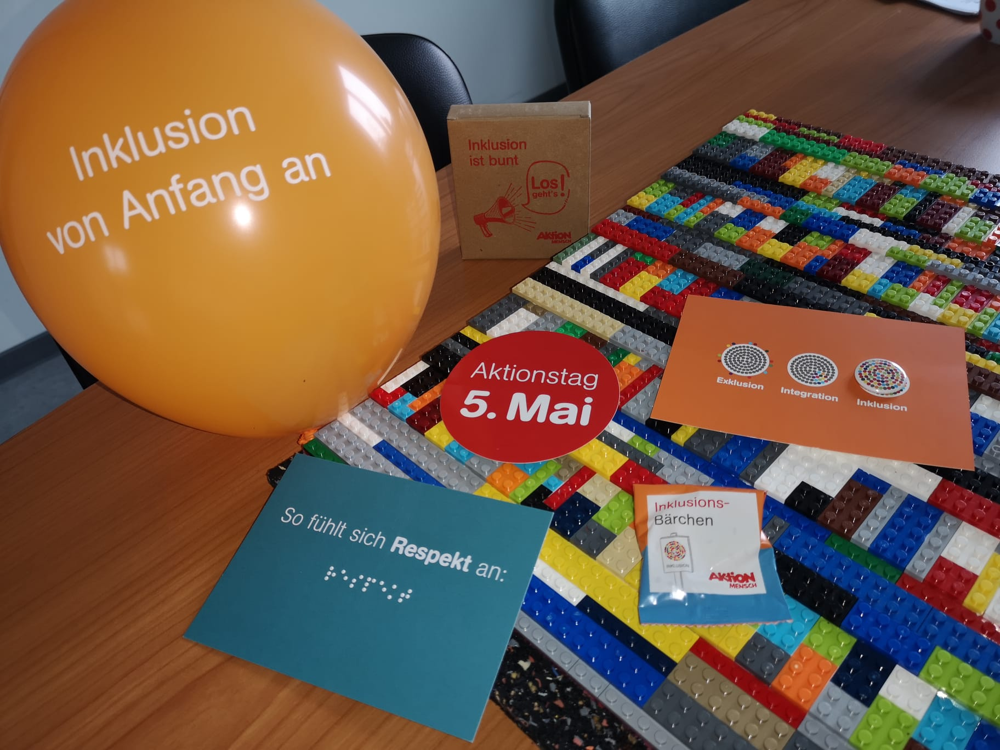 Inklusion
von Anfang an
Inklusion
ist bunt
Los!
geht's
AKTION
MENSCH
Aktionstag
5. Mai
Exklusion
Integration
Inklusion
So fühlt sich Respekt an:
Inklusions-
Bärchen
INKLUSION
AKTION
MENSCH